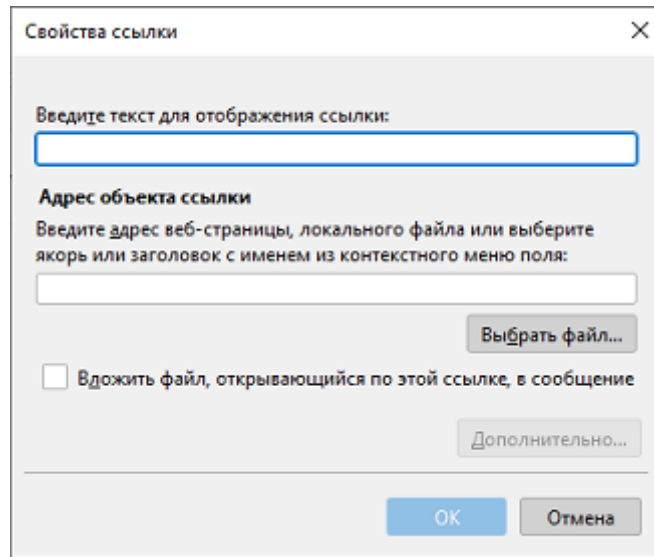 Свойства ссылки
Введите текст для отображения ссылки:
Адрес объекта ссылки
Введите адрес веб-страницы, локального файла или выберите
якорь или заголовок с именем из контекстного меню поля:
Выбрать файл...
Вложить файл, открывающийся по этой ссылке, в сообщение
Дополнительно...
ОК
Отмена